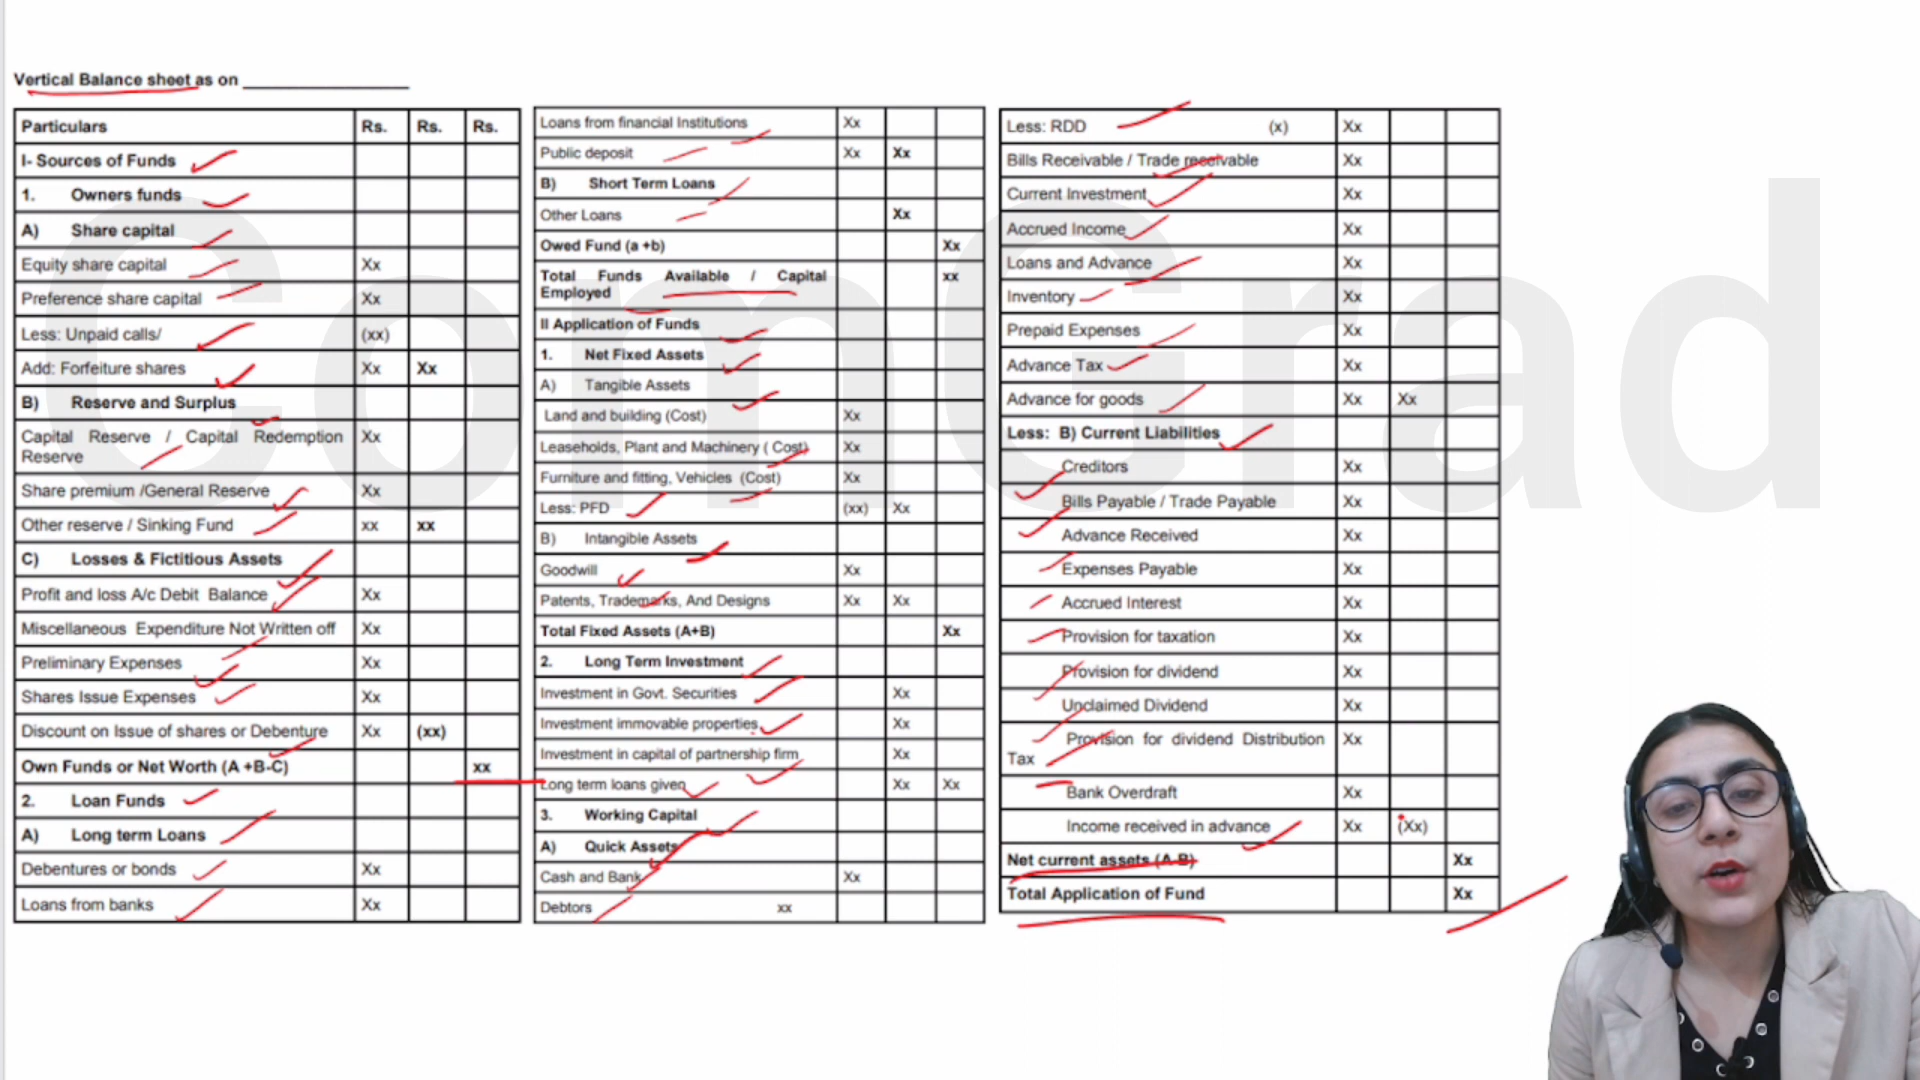 Vertical Balance sheet as on _______________
Particulars Rs. Rs. Rs.
I- Sources of Funds
1. Owners funds
A) Share capital
Equity share capital Xx
Preference share capital Xx
Less: Unpaid calls/ (xx)
Add: Forfeiture shares Xx Xx
B) Reserve and Surplus
Capital Reserve / Capital Redemption Xx
Reserve
Share premium /General Reserve Xx
Other reserve / Sinking Fund xx xx
C) Losses & Fictitious Assets
Profit and loss A/c Debit Balance Xx
Miscellaneous Expenditure Not Written off Xx
Preliminary Expenses Xx
Shares Issue Expenses Xx
Discount on Issue of shares or Debenture Xx (xx)
Own Funds or Net Worth (A +B-C) xx
2. Loan Funds
A) Long term Loans
Debentures or bonds Xx
Loans from banks Xx
Loans from financial Institutions Xx
Public deposit Xx Xx
B) Short Term Loans
Other Loans Xx
Owed Fund (a +b) Xx
Total Funds Available / Capital xx
Employed
II Application of Funds
1. Net Fixed Assets
A) Tangible Assets
Land and building (Cost) Xx
Leaseholds, Plant and Machinery ( Cost) Xx
Furniture and fitting, Vehicles (Cost) Xx
Less: PFD (xx) Xx
B) Intangible Assets
Goodwill Xx
Patents, Trademarks, And Designs Xx Xx
Total Fixed Assets (A+B) Xx
2. Long Term Investment
Investment in Govt. Securities Xx
Investment immovable properties, Xx
Investment in capital of partnership firm Xx
Long term loans given Xx Xx
3. Working Capital
A) Quick Assets
Cash and Bank Xx
Debtors xx
Less: RDD (x) Xx
Bills Receivable / Trade receivable Xx
Current Investment Xx
Accrued Income Xx
Loans and Advance Xx
Inventory Xx
Prepaid Expenses Xx
Advance Tax Xx
Advance for goods Xx Xx
Less: B) Current Liabilities
Creditors Xx
Bills Payable / Trade Payable Xx
Advance Received Xx
Expenses Payable Xx
Accrued Interest Xx
Provision for taxation Xx
Provision for dividend Xx
Unclaimed Dividend Xx
Provision for dividend Distribution Xx
Tax
Bank Overdraft Xx
Income received in advance Xx (Xx)
Net current assets (A-B) Xx
Total Application of Fund Xx
ComGrad